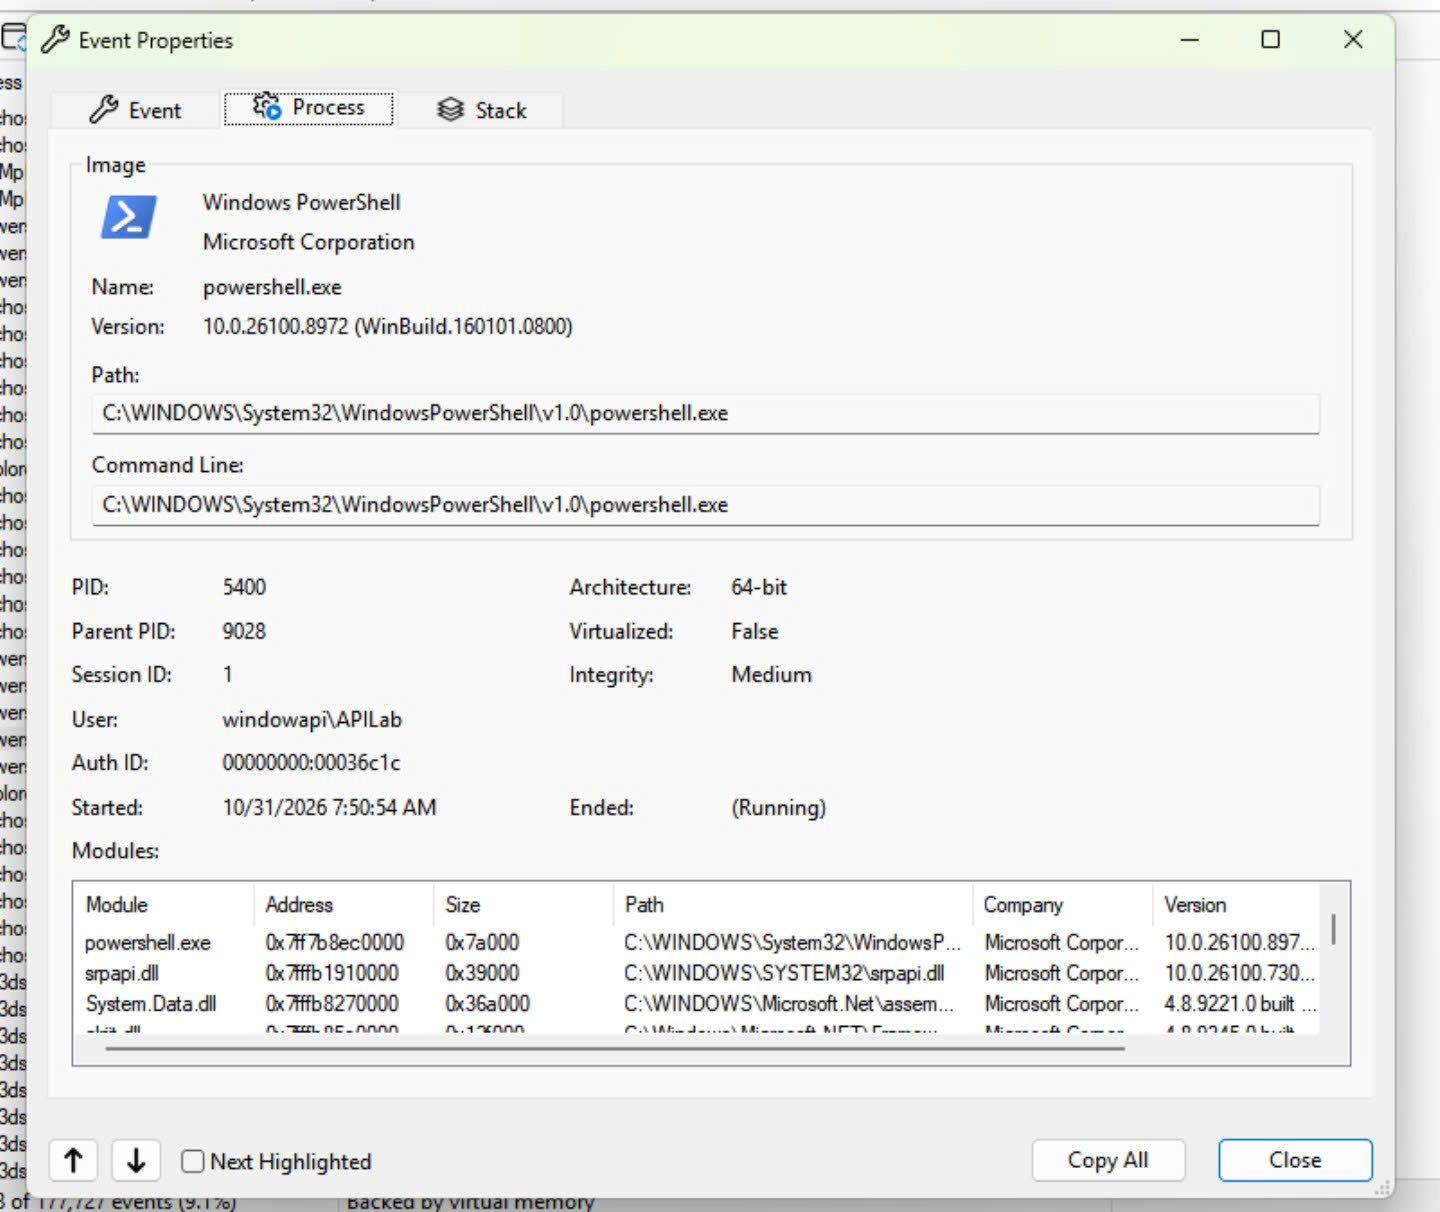 Event Properties
Event
Process
Stack
Image
Windows PowerShell
Microsoft Corporation
Name: powershell.exe
Version: 10.0.26100.8972 (WinBuild.160101.0800)
Path:
C:\WINDOWS\System32\WindowsPowerShell\v1.0\powershell.exe
Command Line:
C:\WINDOWS\System32\WindowsPowerShell\v1.0\powershell.exe
PID: 5400 Architecture: 64-bit
Parent PID: 9028 Virtualized: False
Session ID: 1 Integrity: Medium
User: windowapi\APILab
Auth ID: 00000000:00036c1c
Started: 10/31/2026 7:50:54 AM Ended: (Running)
Modules:
Module Address Size Path Company Version
powershell.exe 0x7ff7b8ec0000 0x7a000 C:\WINDOWS\System32\WindowsP... Microsoft Corpor... 10.0.26100.897...
srpapi.dll 0x7fffb1910000 0x39000 C:\WINDOWS\SYSTEM32\srpapi.dll Microsoft Corpor... 10.0.26100.730...
System.Data.dll 0x7fffb8270000 0x36a000 C:\WINDOWS\Microsoft.Net\assem... Microsoft Corpor... 4.8.9221.0 built ...
Next Highlighted
Copy All
Close
of 177,727 events (9.1%) Backed by virtual memory